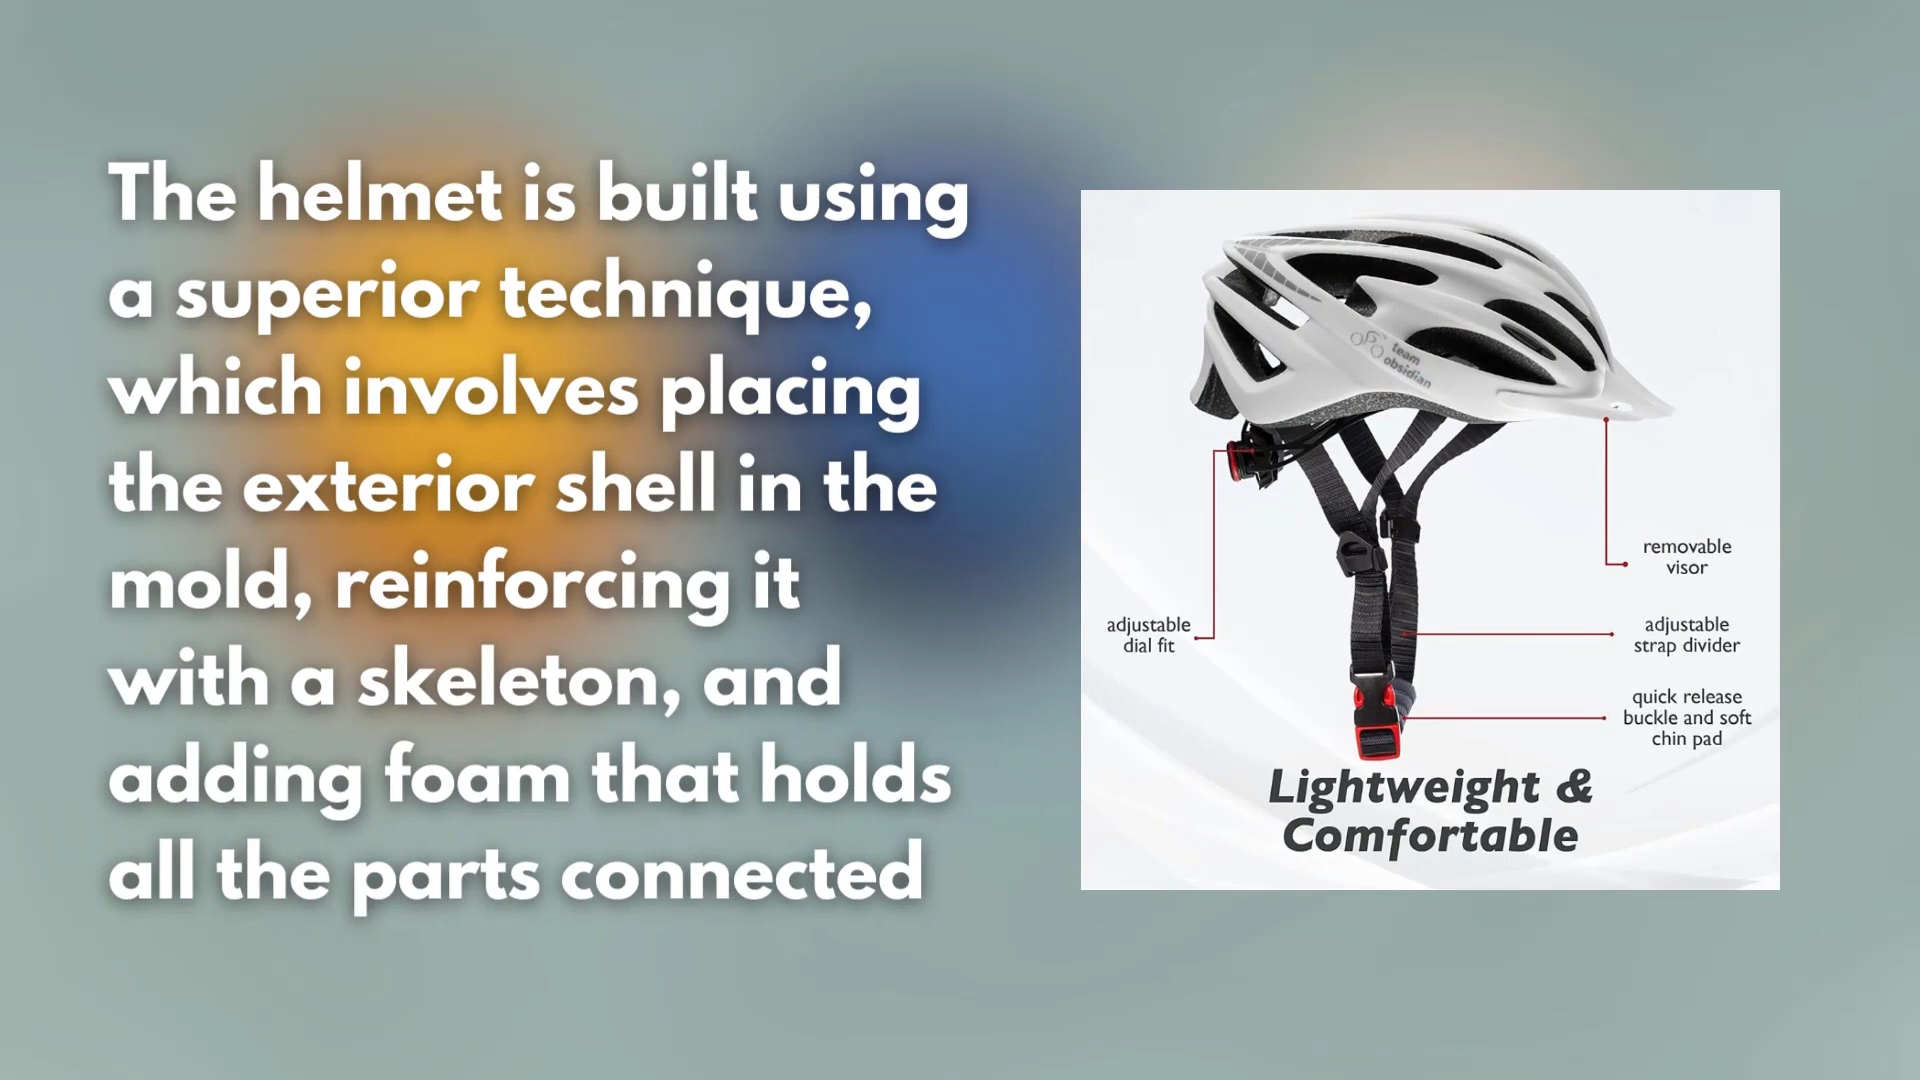 The helmet is built using
a superior technique,
which involves placing
the exterior shell in the
mold, reinforcing it
with a skeleton, and
adding foam that holds
all the parts connected
team
obsidian
removable
visor
adjustable
dial fit
adjustable
strap divider
quick release
buckle and soft
chin pad
Lightweight &
Comfortable